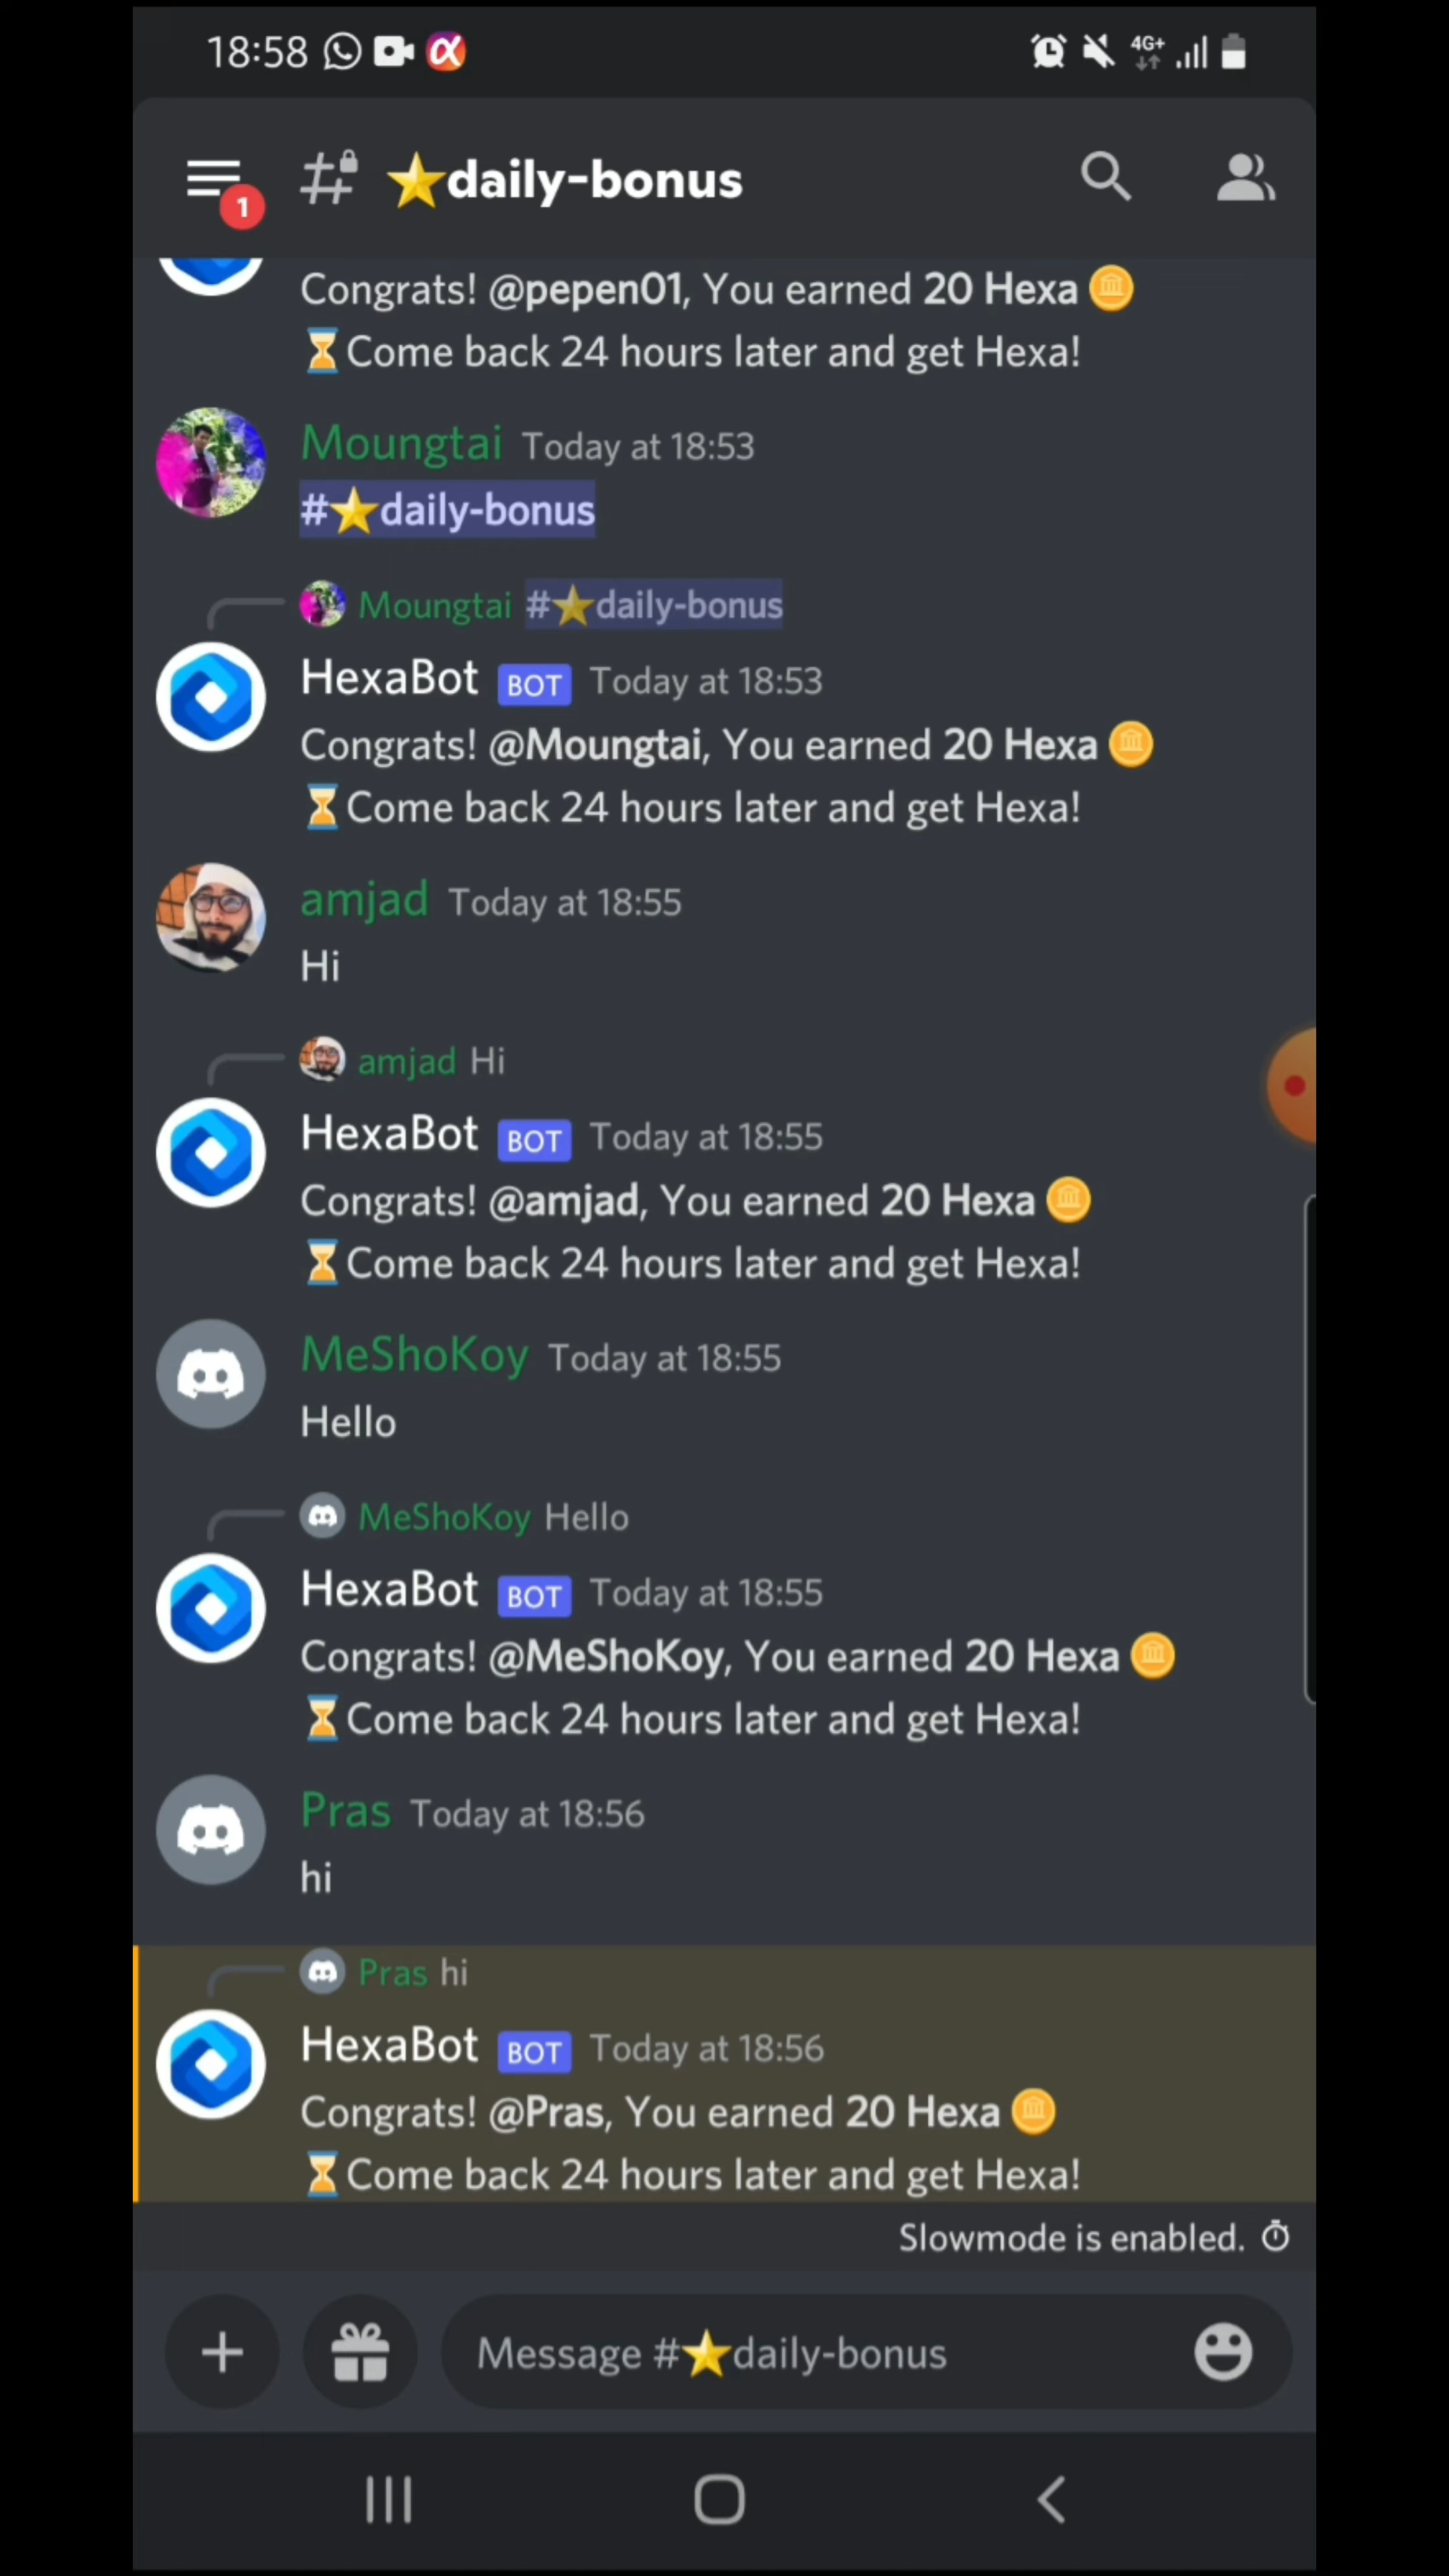 18:58 4G+
1 # ⭐daily-bonus
Congrats! @pepen01, You earned 20 Hexa
⌛Come back 24 hours later and get Hexa!
Moungtai Today at 18:53
#⭐daily-bonus
Moungtai #⭐daily-bonus
HexaBot BOT Today at 18:53
Congrats! @Moungtai, You earned 20 Hexa
⌛Come back 24 hours later and get Hexa!
amjad Today at 18:55
Hi
amjad Hi
HexaBot BOT Today at 18:55
Congrats! @amjad, You earned 20 Hexa
⌛Come back 24 hours later and get Hexa!
MeShoKoy Today at 18:55
Hello
MeShoKoy Hello
HexaBot BOT Today at 18:55
Congrats! @MeShoKoy, You earned 20 Hexa
⌛Come back 24 hours later and get Hexa!
Pras Today at 18:56
hi
Pras hi
HexaBot BOT Today at 18:56
Congrats! @Pras, You earned 20 Hexa
⌛Come back 24 hours later and get Hexa!
Slowmode is enabled.
Message #⭐daily-bonus